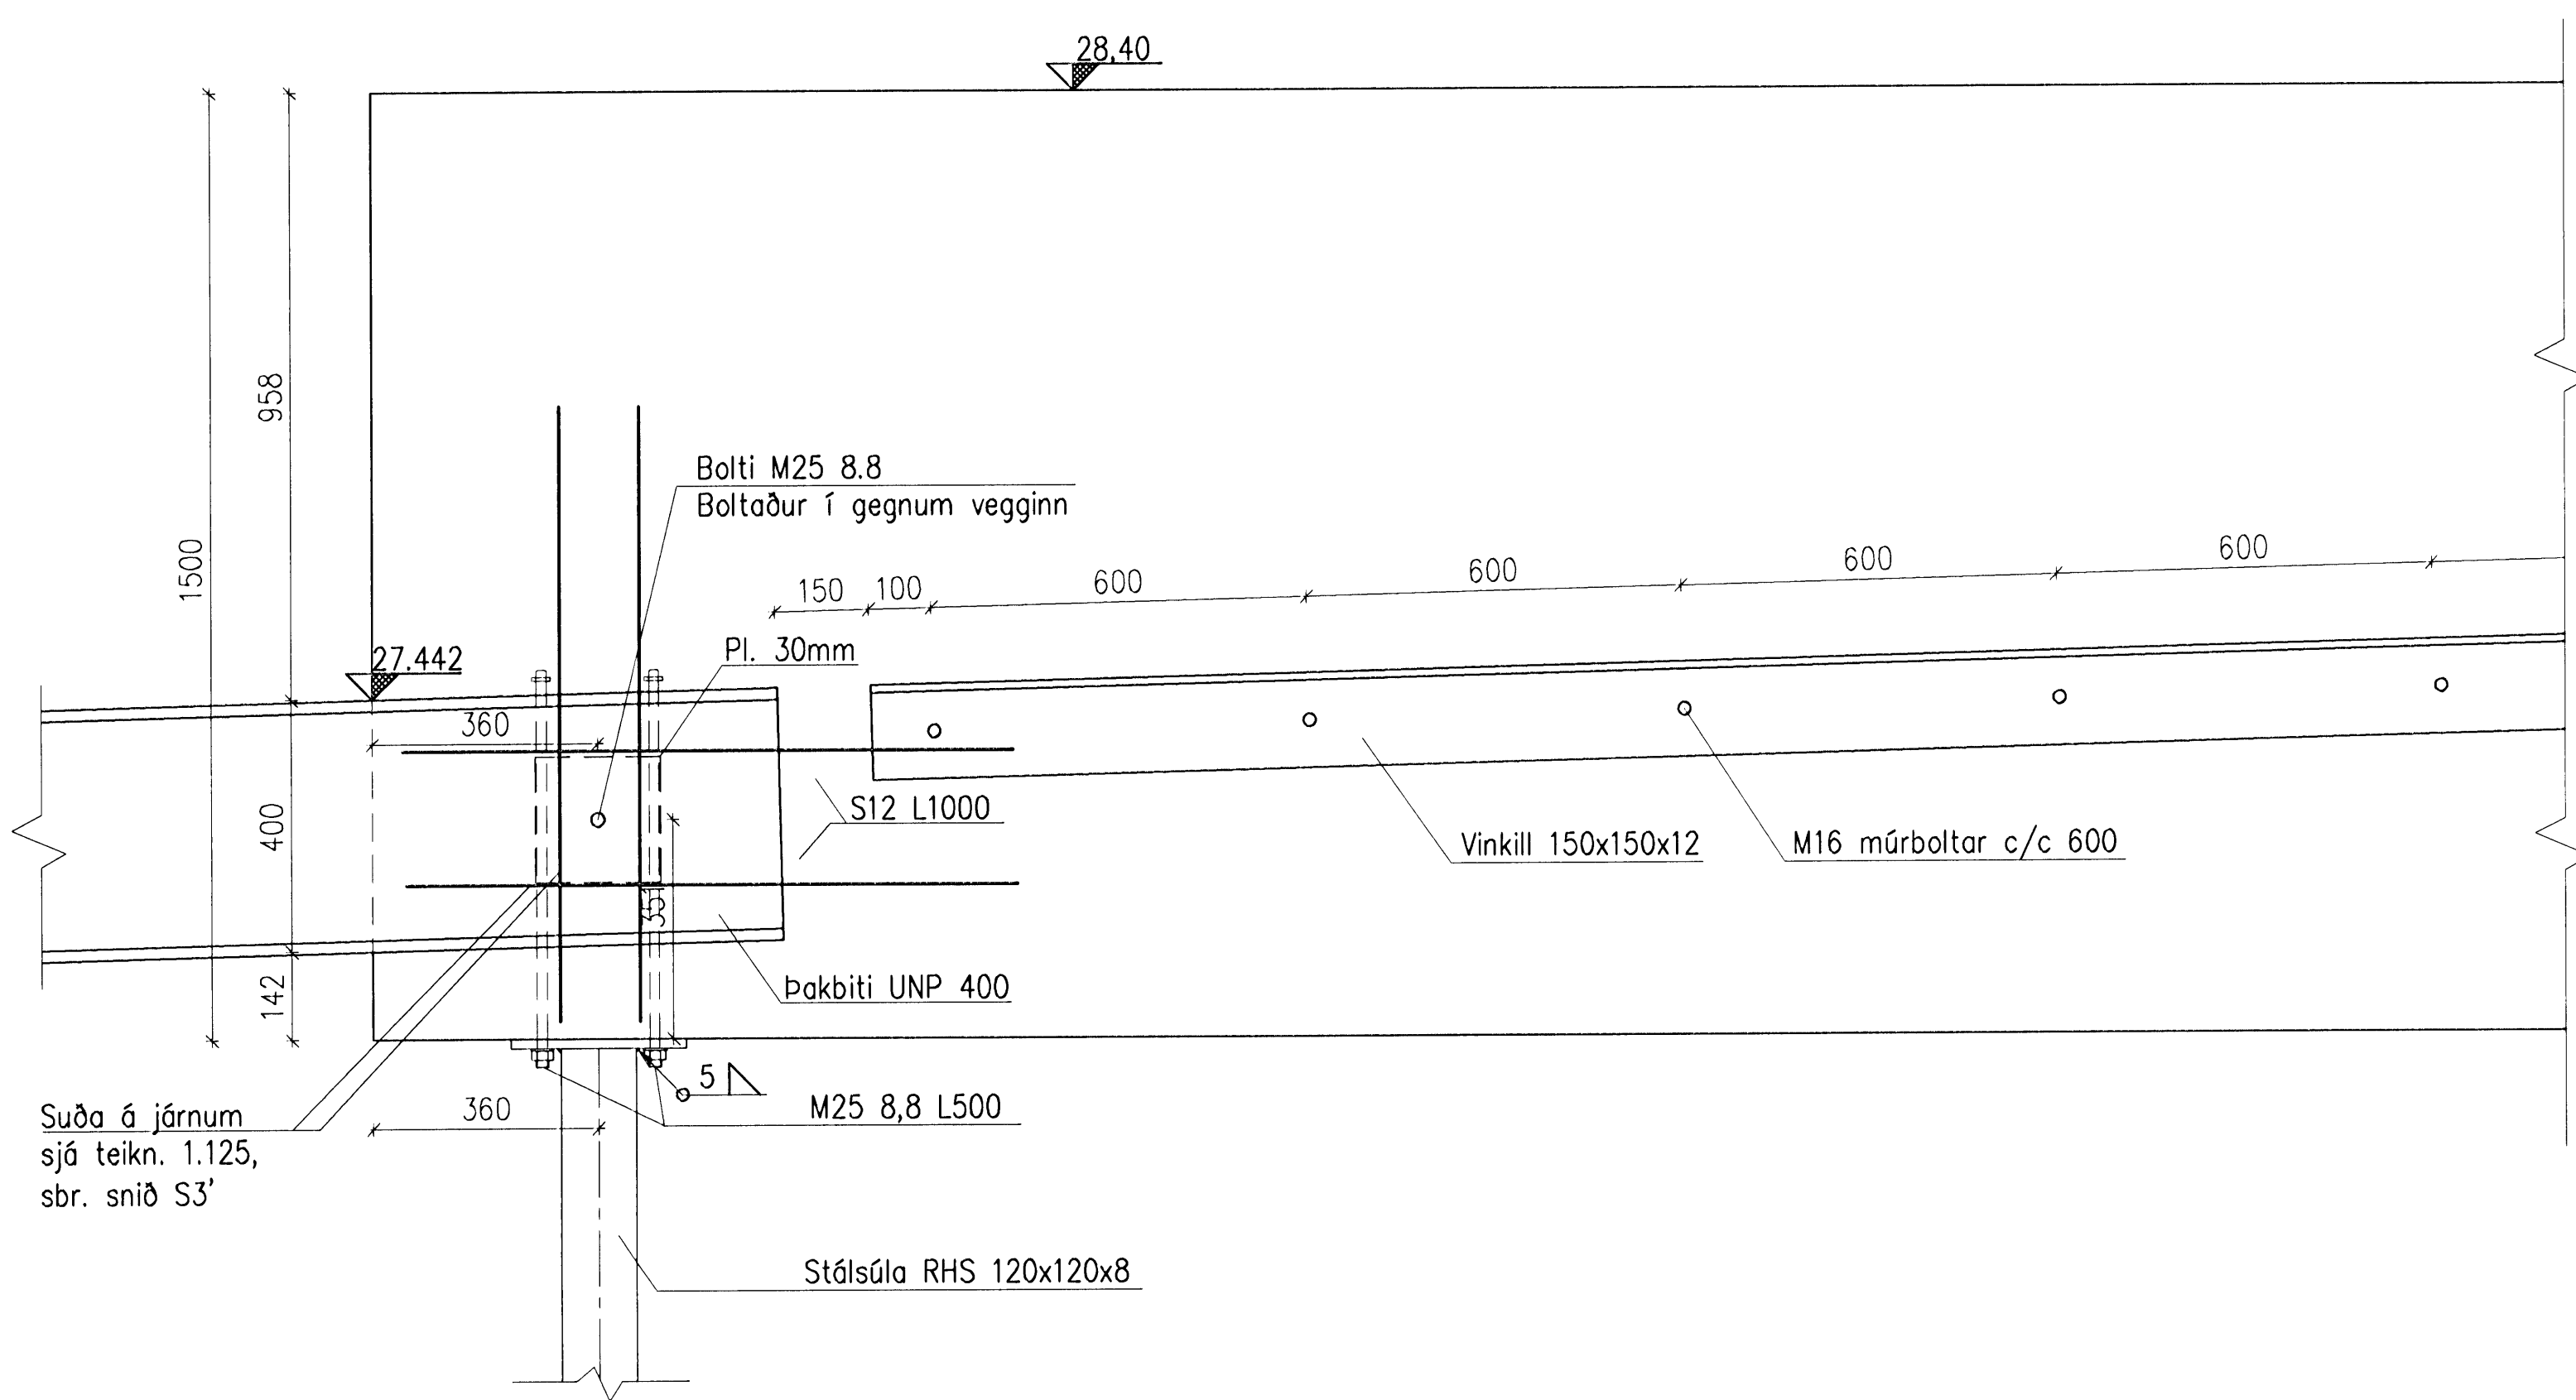 28,40
958
1500
Bolti M25 8.8
Boltaður í gegnum vegginn
150
100
600
600
600
600
Pl. 30mm
27.442
360
S12 L1000
Vinkill 150x150x12
M16 múrboltar c/c 600
400
142
Þakbiti UNP 400
5
360
M25 8,8 L500
Suða á járnum
sjá teikn. 1.125,
sbr. snið S3'
Stálsúla RHS 120x120x8